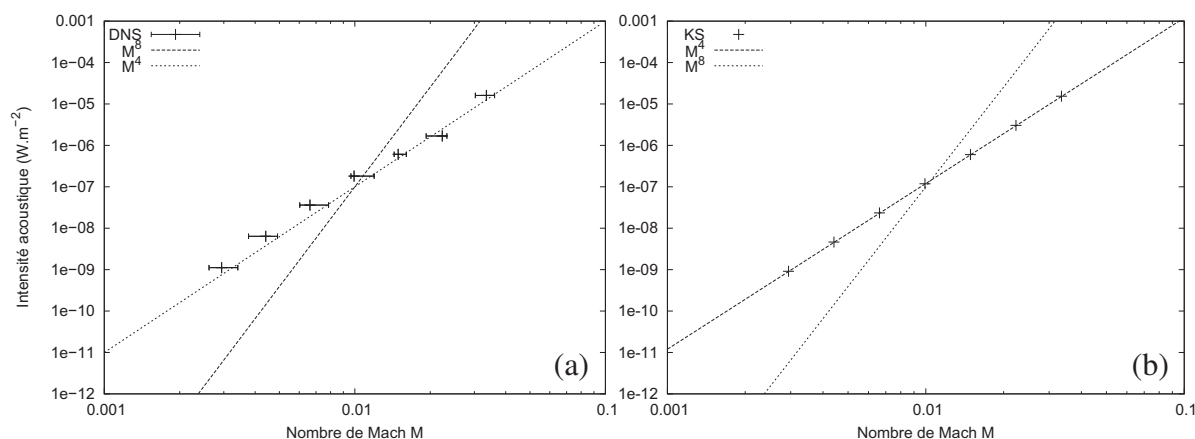 0.001
DNS
M⁸
M⁴
1e-04
1e-05
1e-06
1e-07
1e-08
1e-09
1e-10
1e-11
1e-12
0.001
0.01
0.1
Nombre de Mach M
Intensité acoustique (W.m⁻²)
(a)
0.001
KS
M⁴
M⁸
1e-04
1e-05
1e-06
1e-07
1e-08
1e-09
1e-10
1e-11
1e-12
0.001
0.01
0.1
Nombre de Mach M
(b)